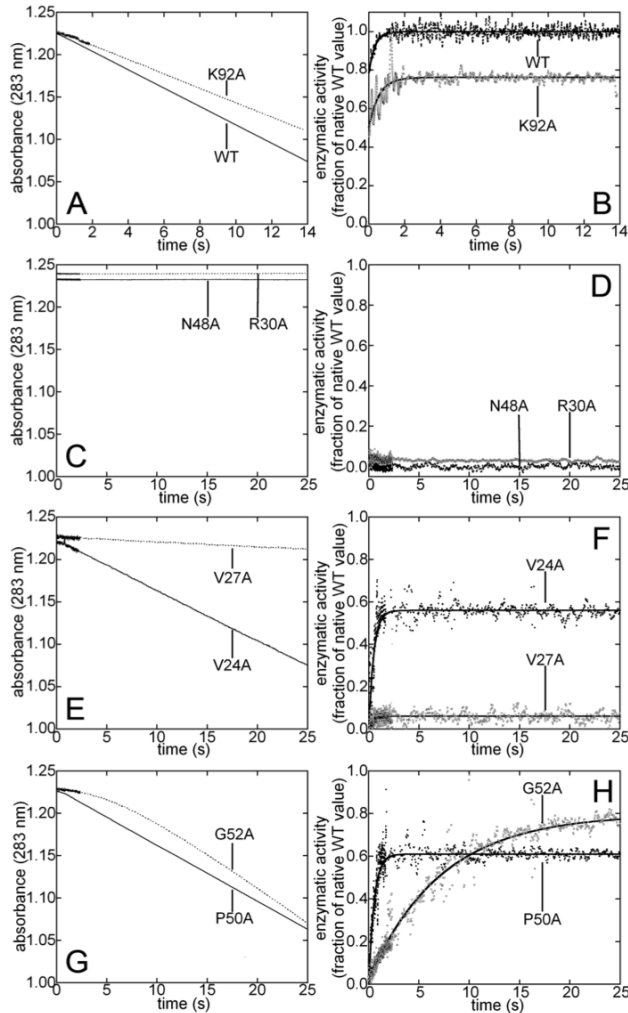 absorbance (283 nm)
1.25
1.20
1.15
1.10
1.05
1.00
K92A
WT
A
0 2 4 6 8 10 12 14
time (s)
enzymatic activity
(fraction of native WT value)
1.0
0.8
0.6
0.4
0.2
0.0
WT
K92A
B
0 2 4 6 8 10 12 14
time (s)
absorbance (283 nm)
1.25
1.20
1.15
1.10
1.05
1.00
N48A R30A
C
0 5 10 15 20 25
time (s)
enzymatic activity
(fraction of native WT value)
1.0
0.8
0.6
0.4
0.2
0.0
D
N48A R30A
0 5 10 15 20 25
time (s)
absorbance (283 nm)
1.25
1.20
1.15
1.10
1.05
1.00
V27A
V24A
E
0 5 10 15 20 25
time (s)
enzymatic activity
(fraction of native WT value)
1.0
0.8
0.6
0.4
0.2
0.0
F
V24A
V27A
0 5 10 15 20 25
time (s)
absorbance (283 nm)
1.25
1.20
1.15
1.10
1.05
1.00
G52A
P50A
G
0 5 10 15 20 25
time (s)
enzymatic activity
(fraction of native WT value)
1.0
0.8
0.6
0.4
0.2
0.0
G52A
H
P50A
0 5 10 15 20 25
time (s)